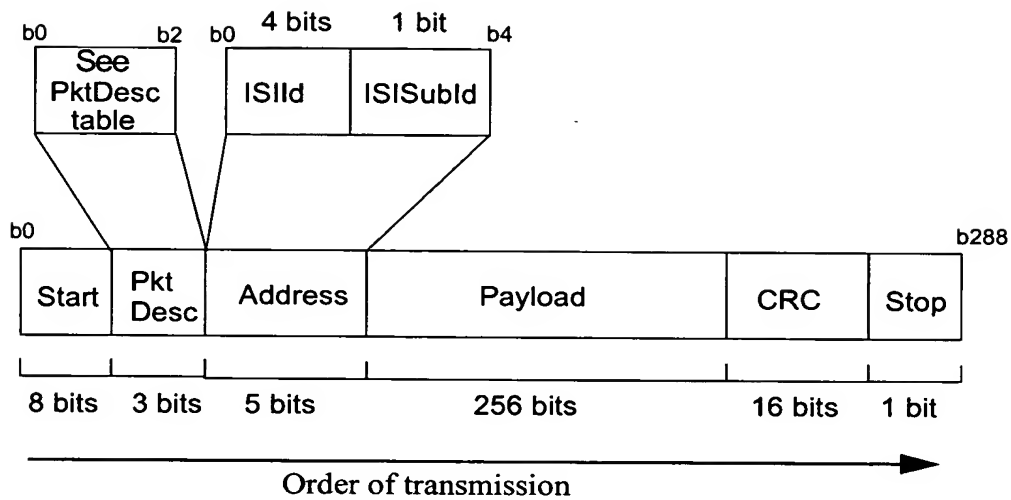 4 bits 1 bit
b0 b2 b0 b4
See
PktDesc
table
ISIId ISISubId
b0 b288
Start Pkt
Desc Address Payload CRC Stop
8 bits 3 bits 5 bits 256 bits 16 bits 1 bit
Order of transmission